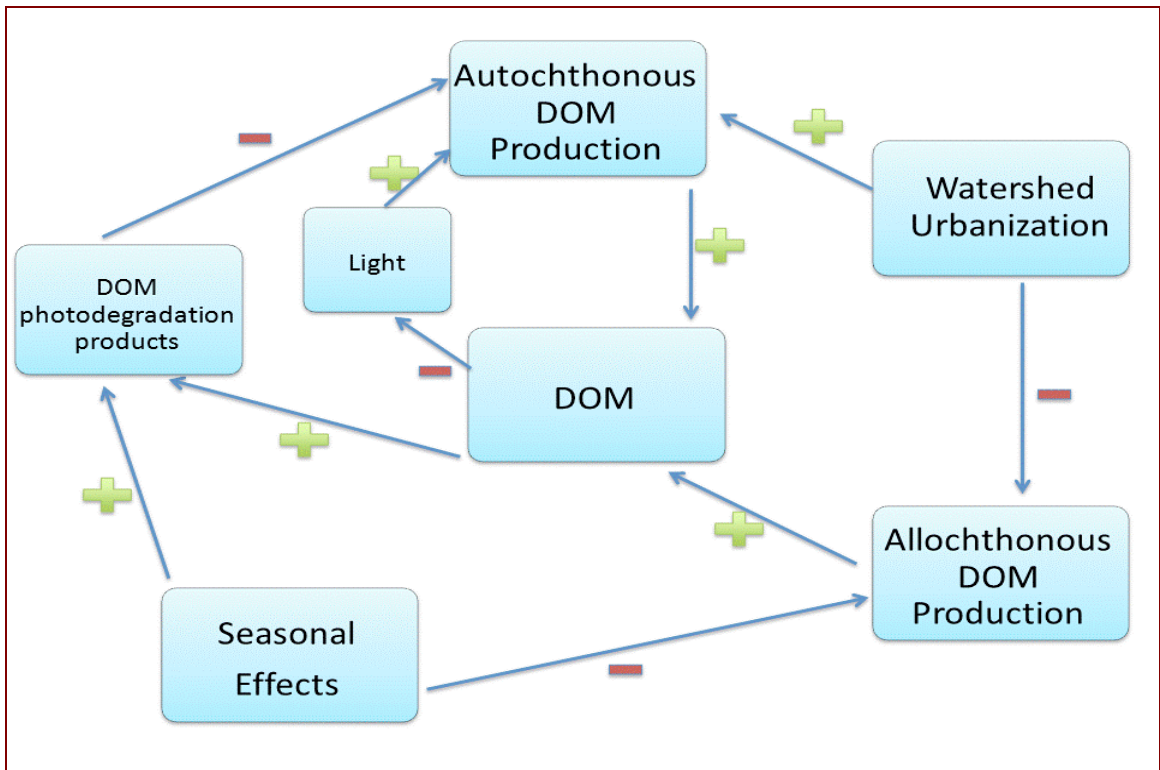 Autochthonous
DOM
Production
Watershed
Urbanization
Light
DOM
photodegradation
products
DOM
Allochthonous
DOM
Production
Seasonal
Effects